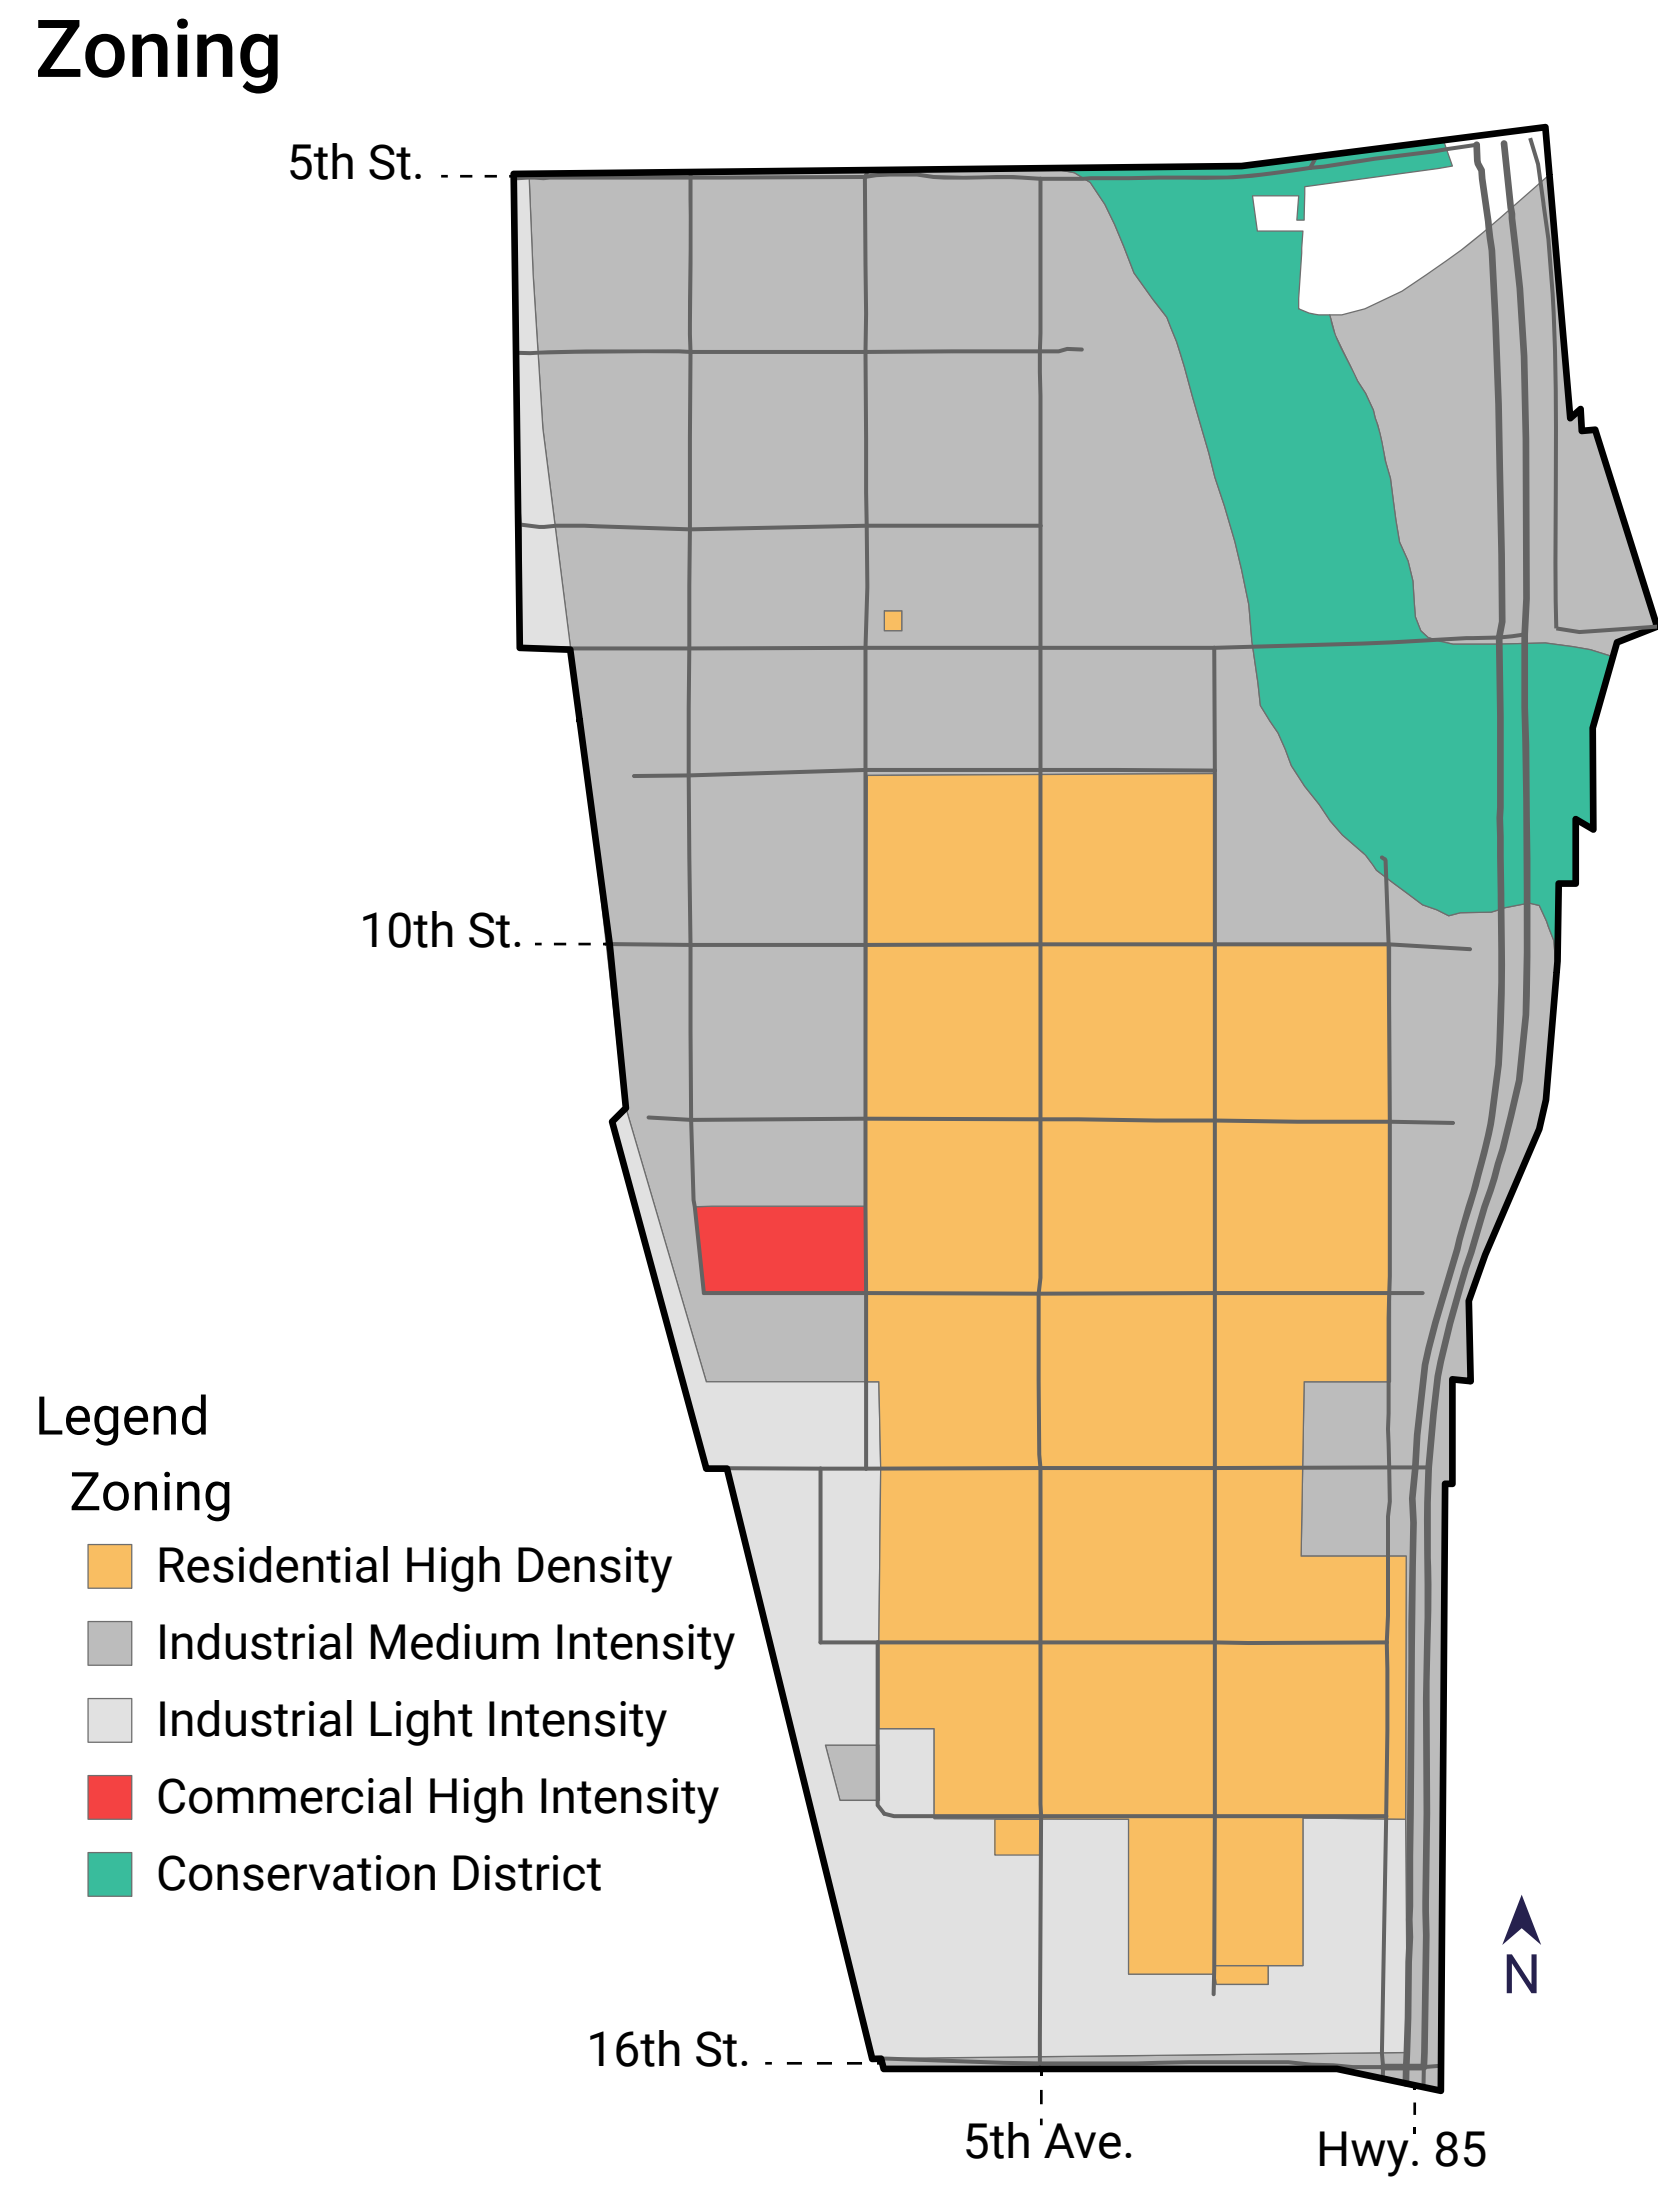 Zoning
5th St.
10th St.
Legend
Zoning
Residential High Density
Industrial Medium Intensity
Industrial Light Intensity
Commercial High Intensity
Conservation District
N
16th St.
5th Ave.
Hwy. 85